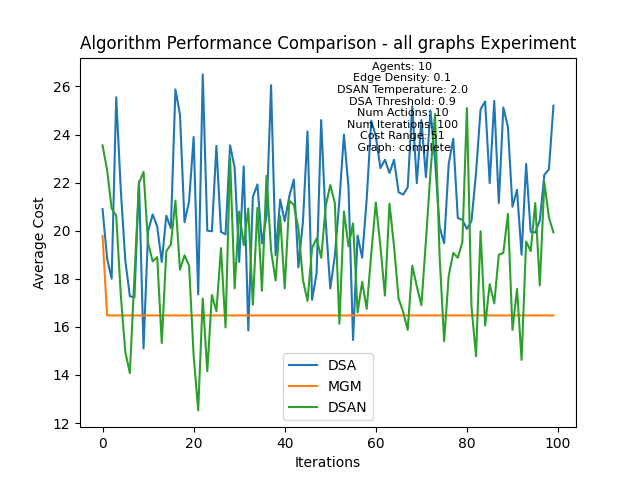 Algorithm Performance Comparison - all graphs Experiment
Agents: 10
Edge Density: 0.1
DSAN Temperature: 2.0
DSA Threshold: 0.9
Num Actions: 10
Num Iterations: 100
Cost Range: 51
Graph: complete
26
24
22
20
18
16
14
12
Average Cost
DSA
MGM
DSAN
0
20
40
60
80
100
Iterations